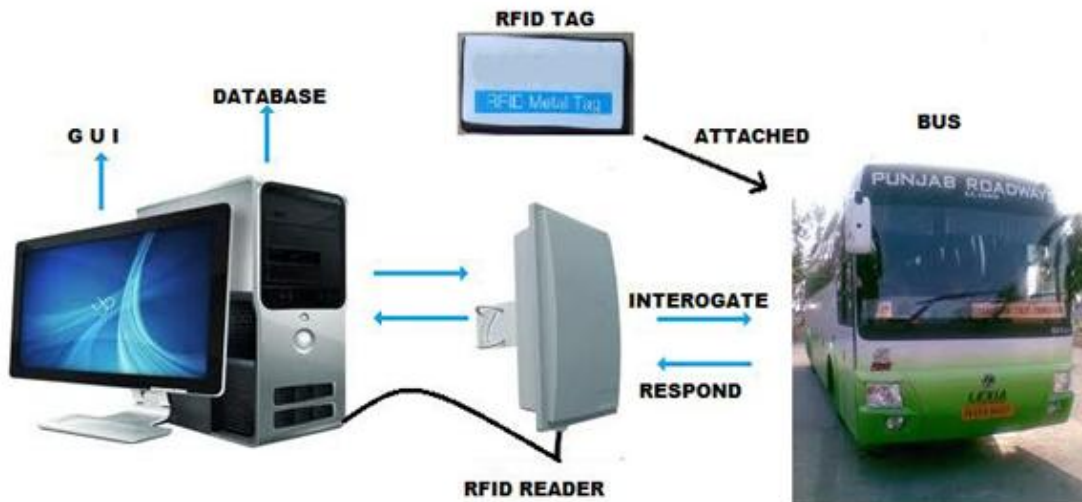 RFID TAG
RFID Metal Tag
DATABASE
G U I
ATTACHED
BUS
PUNJAB ROADWAYS
INTEROGATE
RESPOND
LEXIA
RFID READER